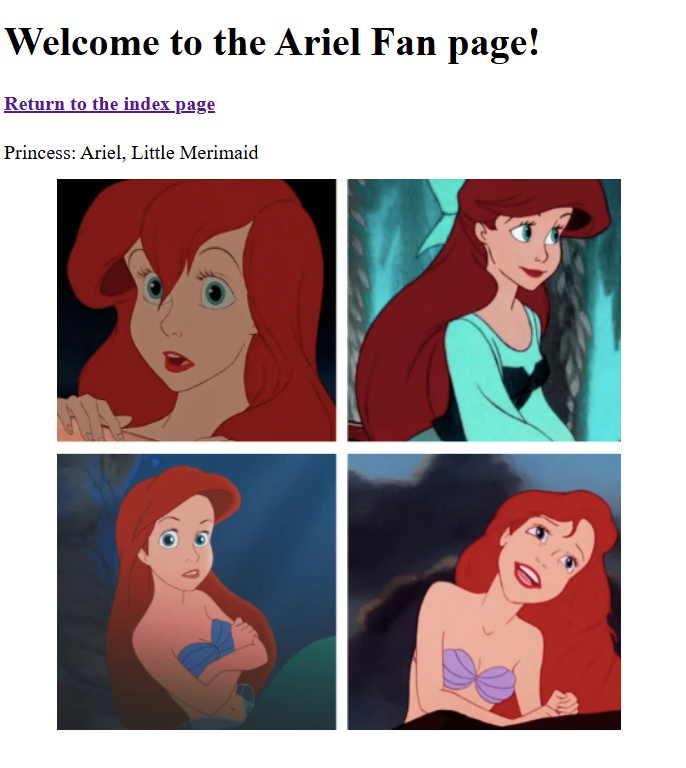 Welcome to the Ariel Fan page!
Return to the index page
Princess: Ariel, Little Merimaid